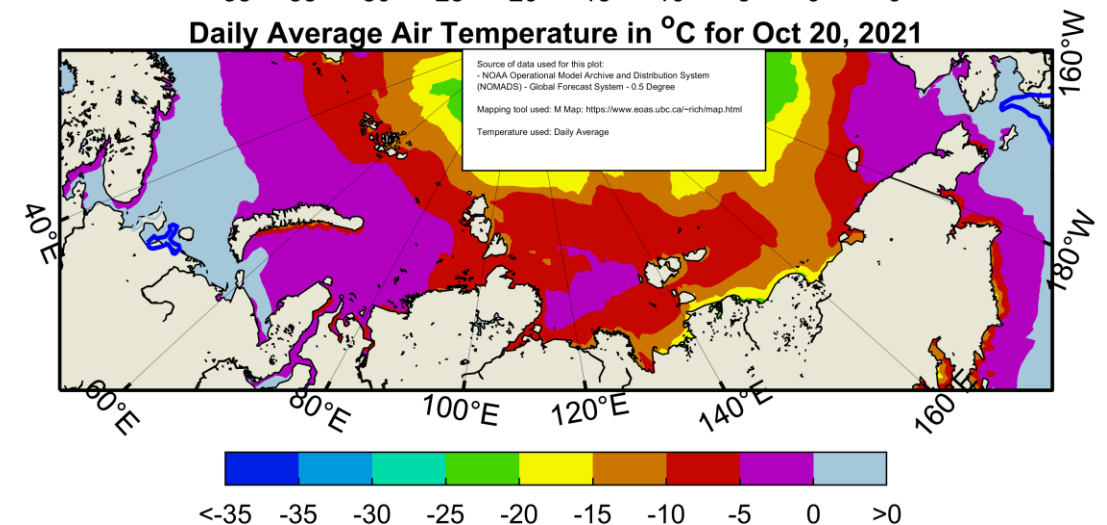 Daily Average Air Temperature in °C for Oct 20, 2021
Source of data used for this plot:
- NOAA Operational Model Archive and Distribution System
(NOMADS) - Global Forecast System - 0.5 Degree
Mapping tool used: M Map: https://www.eoas.ubc.ca/~rich/map.html
Temperature used: Daily Average
160°W
40°E
180°W
60°E
80°E
100°E
120°E
140°E
160°E
<-35 -35 -30 -25 -20 -15 -10 -5 0 >0